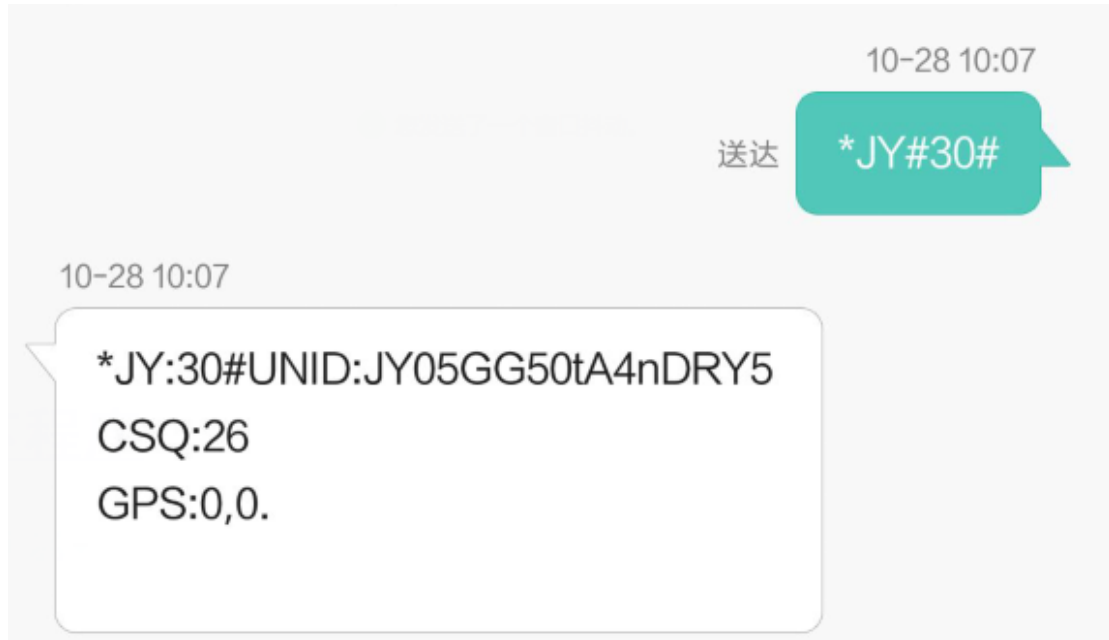 10-28 10:07
送达
*JY#30#
10-28 10:07
*JY:30#UNID:JY05GG50tA4nDRY5
CSQ:26
GPS:0,0.